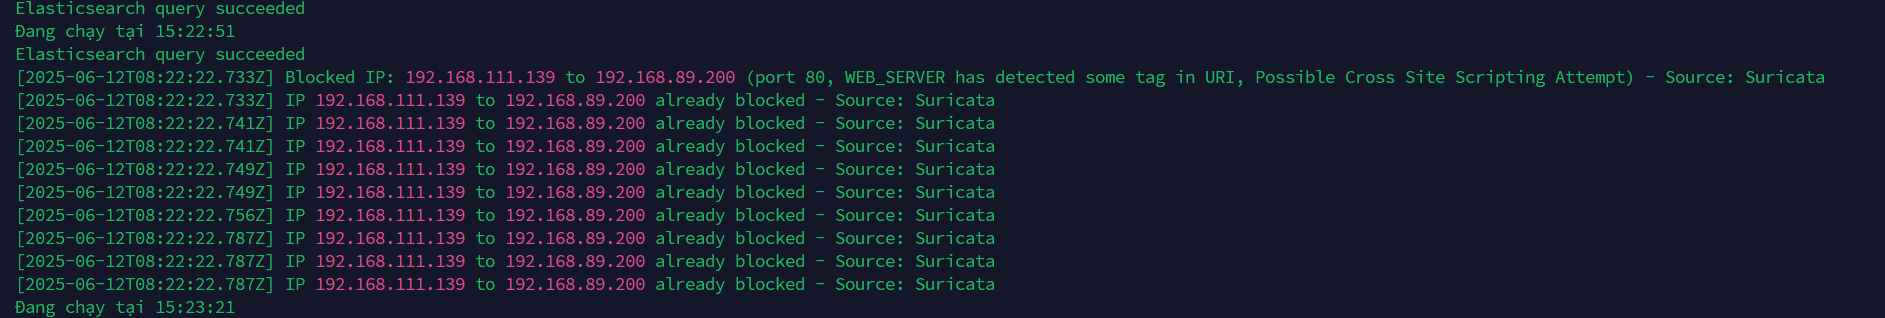 Elasticsearch query succeeded
Đang chạy tại 15:22:51
Elasticsearch query succeeded
[2025-06-12T08:22:22.733Z] Blocked IP: 192.168.111.139 to 192.168.89.200 (port 80, WEB_SERVER has detected some tag in URI, Possible Cross Site Scripting Attempt) - Source: Suricata
[2025-06-12T08:22:22.733Z] IP 192.168.111.139 to 192.168.89.200 already blocked - Source: Suricata
[2025-06-12T08:22:22.741Z] IP 192.168.111.139 to 192.168.89.200 already blocked - Source: Suricata
[2025-06-12T08:22:22.741Z] IP 192.168.111.139 to 192.168.89.200 already blocked - Source: Suricata
[2025-06-12T08:22:22.749Z] IP 192.168.111.139 to 192.168.89.200 already blocked - Source: Suricata
[2025-06-12T08:22:22.749Z] IP 192.168.111.139 to 192.168.89.200 already blocked - Source: Suricata
[2025-06-12T08:22:22.756Z] IP 192.168.111.139 to 192.168.89.200 already blocked - Source: Suricata
[2025-06-12T08:22:22.787Z] IP 192.168.111.139 to 192.168.89.200 already blocked - Source: Suricata
[2025-06-12T08:22:22.787Z] IP 192.168.111.139 to 192.168.89.200 already blocked - Source: Suricata
[2025-06-12T08:22:22.787Z] IP 192.168.111.139 to 192.168.89.200 already blocked - Source: Suricata
Đang chạy tại 15:23:21